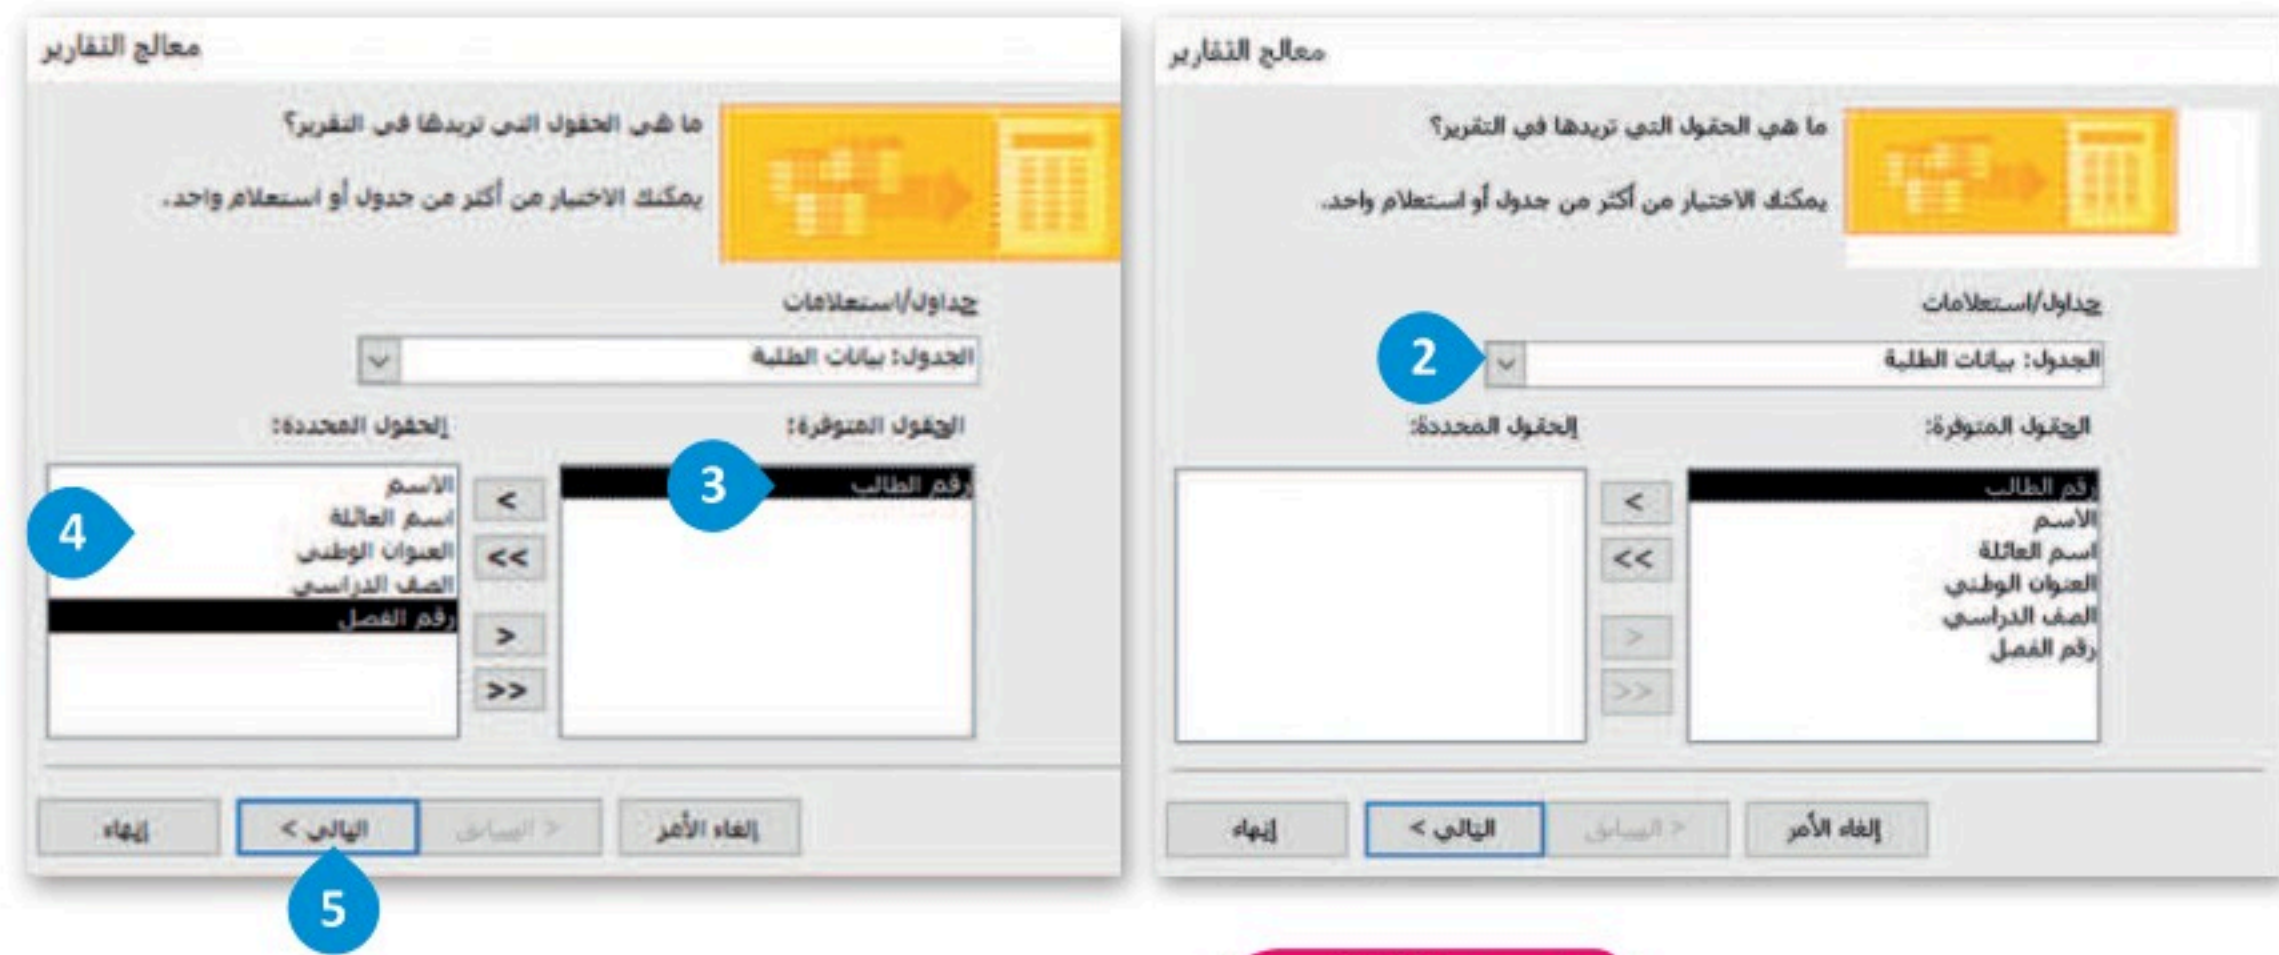 معالج التقارير
ما هي الحقول التي تريدها في التقرير؟
يمكنك الاختيار من أكثر من جدول أو استعلام واحد.
جداول/استعلامات
الجدول: بيانات الطلبة
2
الحقول المتوفرة:
الحقول المحددة:
رقم الطالب
الاسم
اسم العائلة
العنوان الوطني
الصف الدراسي
رقم الفصل
>
>>
<
<<
إلغاء الأمر
< السابق
التالي >
إنهاء
معالج التقارير
ما هي الحقول التي تريدها في التقرير؟
يمكنك الاختيار من أكثر من جدول أو استعلام واحد.
جداول/استعلامات
الجدول: بيانات الطلبة
الحقول المتوفرة:
الحقول المحددة:
رقم الطالب
3
>
>>
<
<<
الاسم
اسم العائلة
العنوان الوطني
الصف الدراسي
رقم الفصل
4
إلغاء الأمر
< السابق
التالي >
إنهاء
5